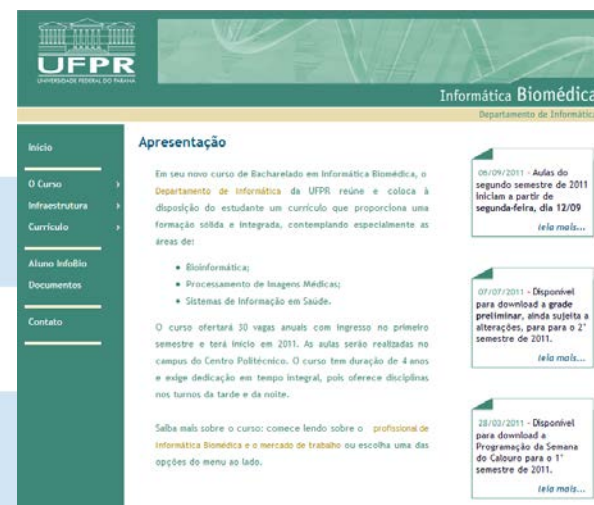 UFPR
UNIVERSIDADE FEDERAL DO PARANÁ
Informática Biomédica
Departamento de Informática
Início
O Curso
Infraestrutura
Currículo
Aluno InfoBio
Documentos
Contato
Apresentação
Em seu novo curso de Bacharelado em Informática Biomédica, o
Departamento de Informática da UFPR reúne e coloca à
disposição do estudante um currículo que proporciona uma
formação sólida e integrada, contemplando especialmente as
áreas de:
• Bioinformática;
• Processamento de Imagens Médicas;
• Sistemas de Informação em Saúde.
O curso ofertará 30 vagas anuais com ingresso no primeiro
semestre e terá início em 2011. As aulas serão realizadas no
campus do Centro Politécnico. O curso tem duração de 4 anos
e exige dedicação em tempo integral, pois oferece disciplinas
nos turnos da tarde e da noite.
Saiba mais sobre o curso: comece lendo sobre o profissional de
Informática Biomédica e o mercado de trabalho ou escolha uma das
opções do menu ao lado.
06/09/2011 - Aulas do
segundo semestre de 2011
iniciam a partir de
segunda-feira, dia 12/09
leia mais...
07/07/2011 - Disponível
para download a grade
preliminar, ainda sujeita a
alterações, para para o 2°
semestre de 2011.
leia mais...
28/02/2011 - Disponível
para download a
Programação da Semana
do Calouro para o 1°
semestre de 2011.
leia mais...